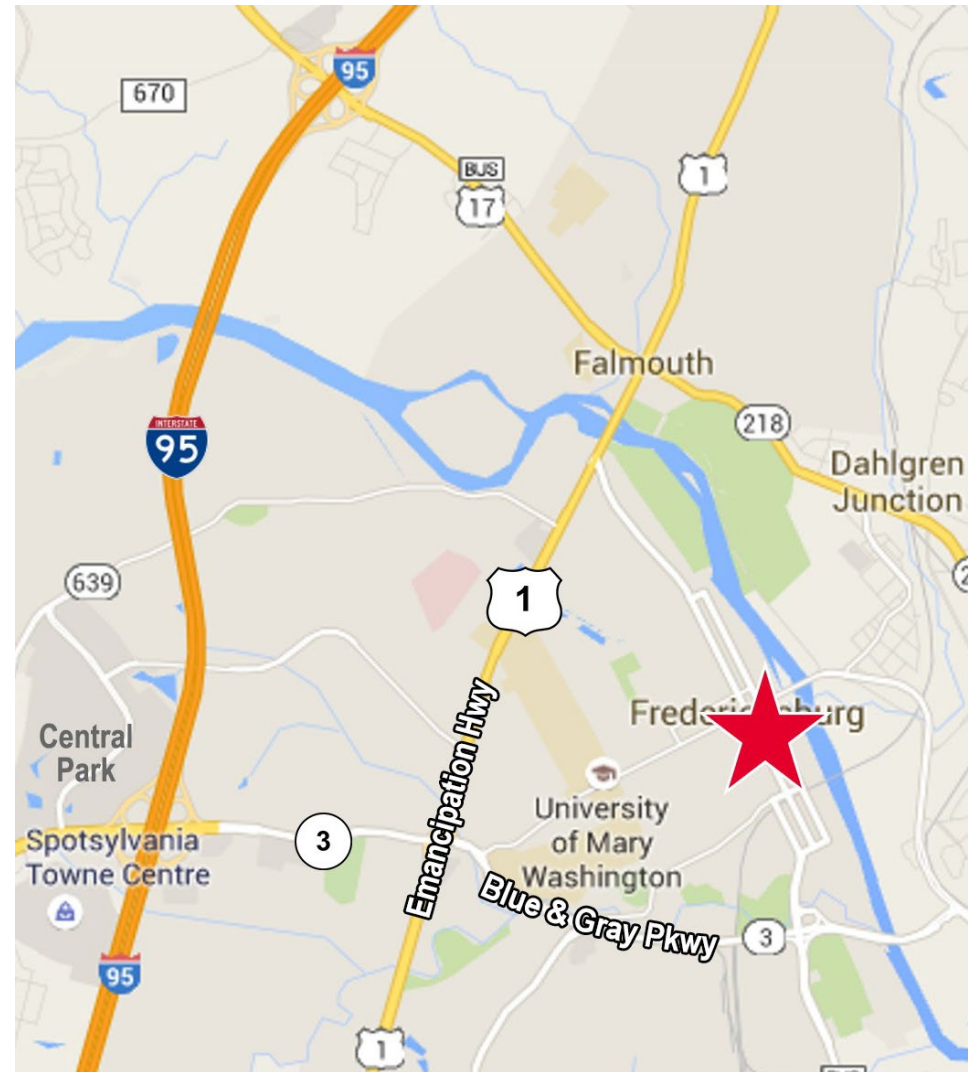 95
670
BUS
17
1
Falmouth
218
INTERSTATE
95
Dahlgren
Junction
639
1
Central
Park
Emancipation Hwy
University
of Mary
Washington
Spotsylvania
Towne Centre
3
Blue & Gray Pkwy
3
95
1